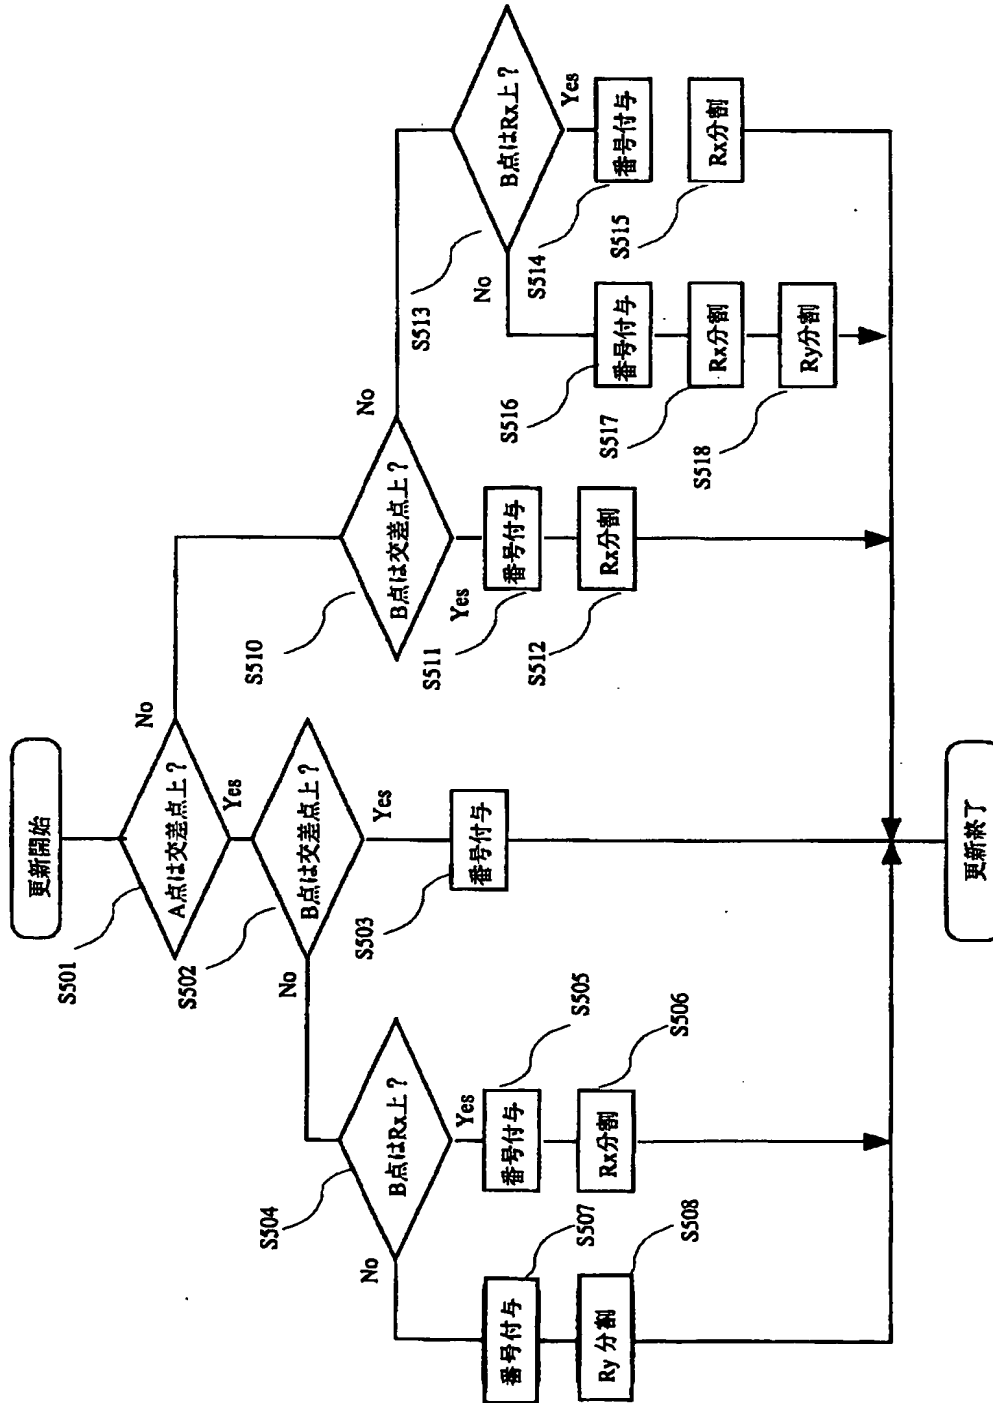 更新開始
A点は交差点上？
S501
No
Yes
B点は交差点上？
S502
No
Yes
番号付与
S503
B点はRx上？
S504
No
Yes
番号付与
S505
Rx分割
S506
番号付与
S507
Ry 分割
S508
B点は交差点上？
S510
No
Yes
番号付与
S511
Rx分割
S512
B点はRx上？
S513
No
Yes
番号付与
S514
Rx分割
S515
番号付与
S516
Rx分割
S517
Ry分割
S518
更新終了